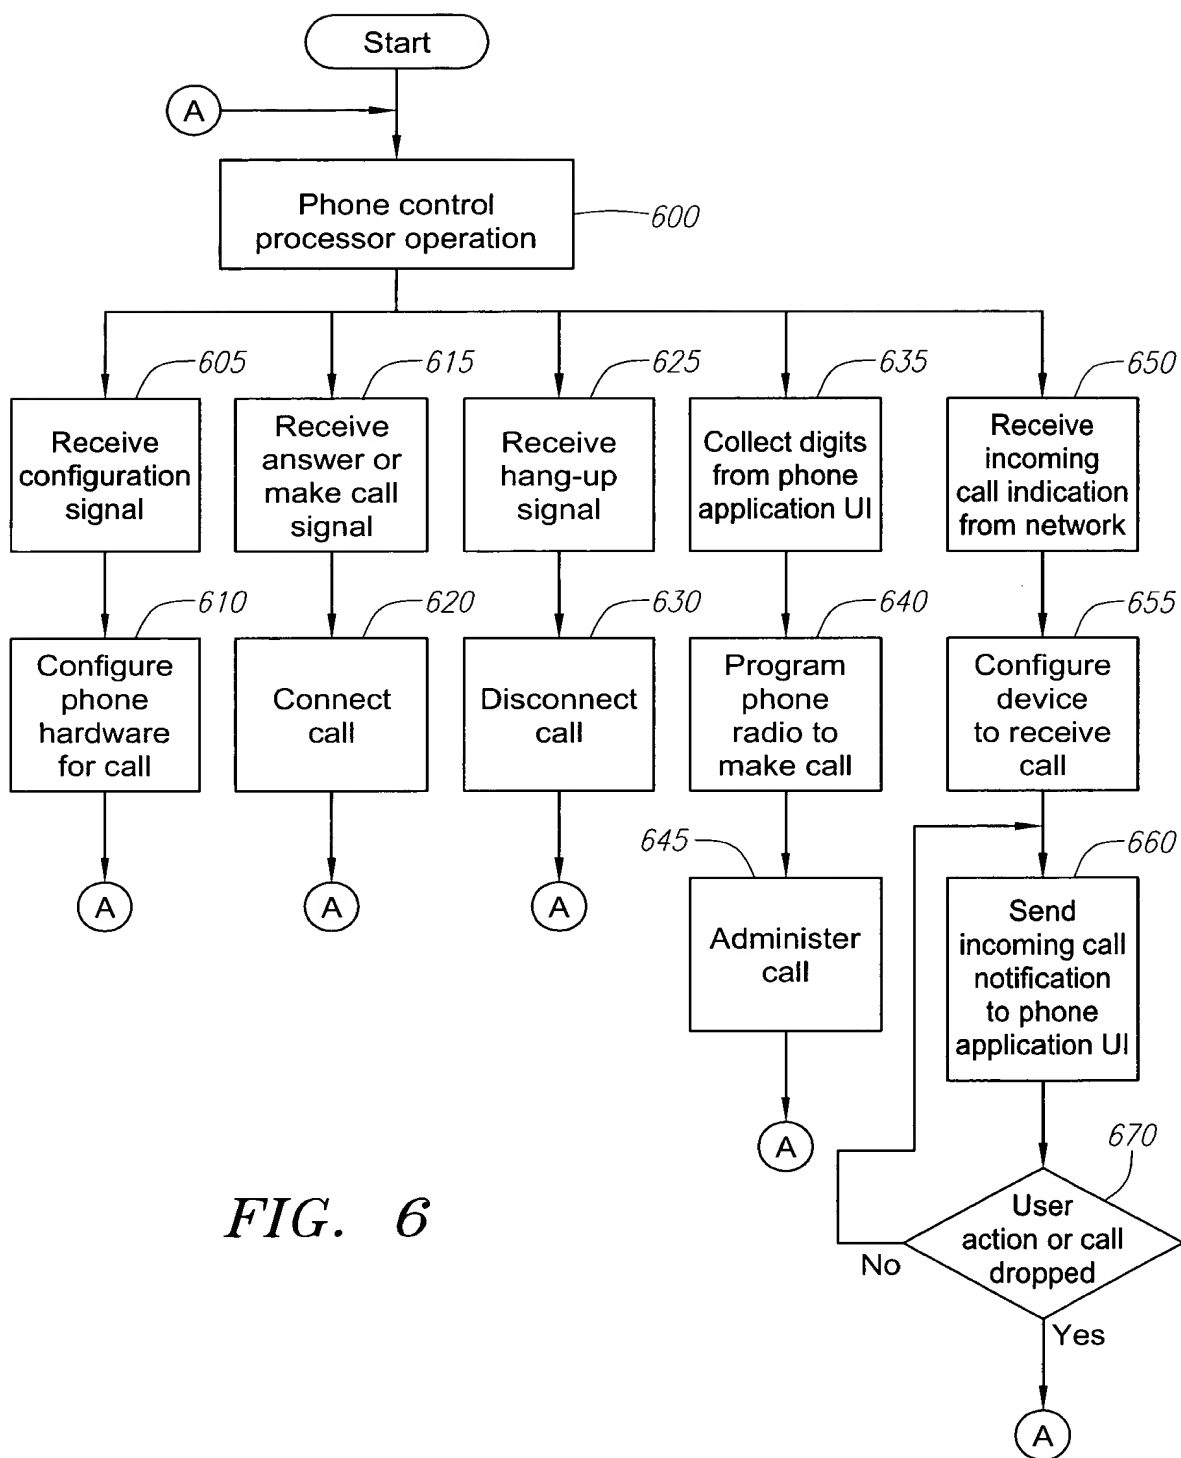 Start
A
Phone control
processor operation
600
605
615
625
635
650
Receive
configuration
signal
Receive
answer or
make call
signal
Receive
hang-up
signal
Collect digits
from phone
application UI
Receive
incoming
call indication
from network
610
620
630
640
655
Configure
phone
hardware
for call
Connect
call
Disconnect
call
Program
phone
radio to
make call
Configure
device
to receive
call
A
A
A
645
660
Administer
call
Send
incoming call
notification
to phone
application UI
A
670
User
action or call
dropped
No
Yes
A
FIG. 6